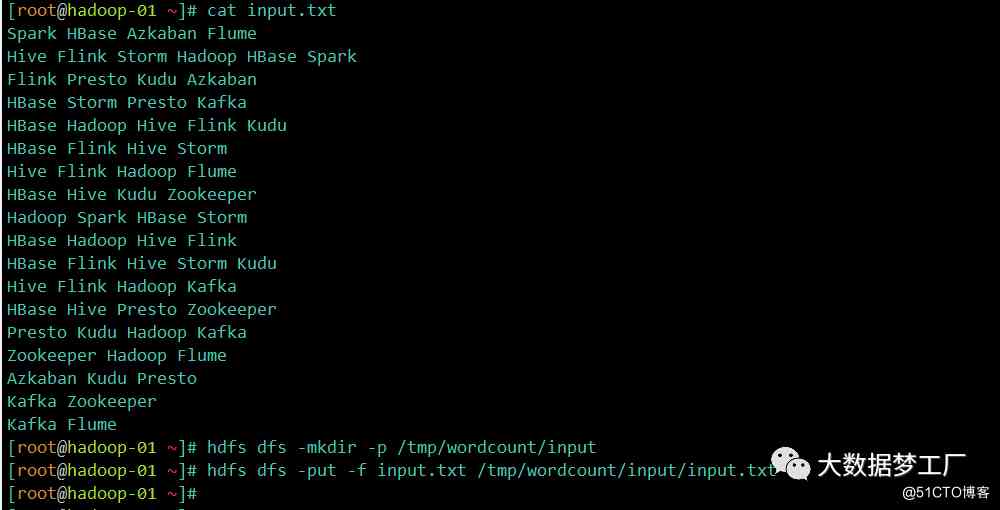 [root@hadoop-01 ~]# cat input.txt
Spark HBase Azkaban Flume
Hive Flink Storm Hadoop HBase Spark
Flink Presto Kudu Azkaban
HBase Storm Presto Kafka
HBase Hadoop Hive Flink Kudu
HBase Flink Hive Storm
Hive Flink Hadoop Flume
HBase Hive Kudu Zookeeper
Hadoop Spark HBase Storm
HBase Hadoop Hive Flink
HBase Flink Hive Storm Kudu
Hive Flink Hadoop Kafka
HBase Hive Presto Zookeeper
Presto Kudu Hadoop Kafka
Zookeeper Hadoop Flume
Azkaban Kudu Presto
Kafka Zookeeper
Kafka Flume
[root@hadoop-01 ~]# hdfs dfs -mkdir -p /tmp/wordcount/input
[root@hadoop-01 ~]# hdfs dfs -put -f input.txt /tmp/wordcount/input/input.txt
[root@hadoop-01 ~]#
大数据梦工厂
@51CTO博客